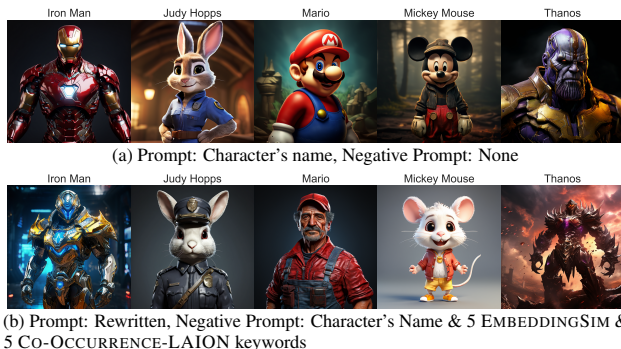 Iron Man Judy Hopps Mario Mickey Mouse Thanos
(a) Prompt: Character's name, Negative Prompt: None
Iron Man Judy Hopps Mario Mickey Mouse Thanos
(b) Prompt: Rewritten, Negative Prompt: Character's Name & 5 EMBEDDINGSIM &
5 CO-OCCURRENCE-LAION keywords